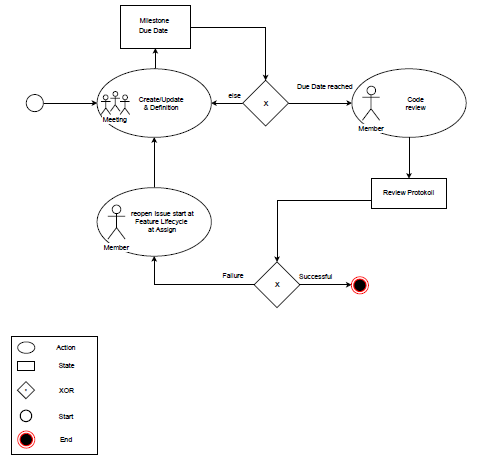 Milestone
Due Date
Create/Update
& Definition
Meeting
else
X
Due Date reached
Code
review
Member
Review Protokoll
reopen Issue start at
Feature Lifecycle
at Assign
Member
Failure
X
Successful
Action
State
XOR
Start
End